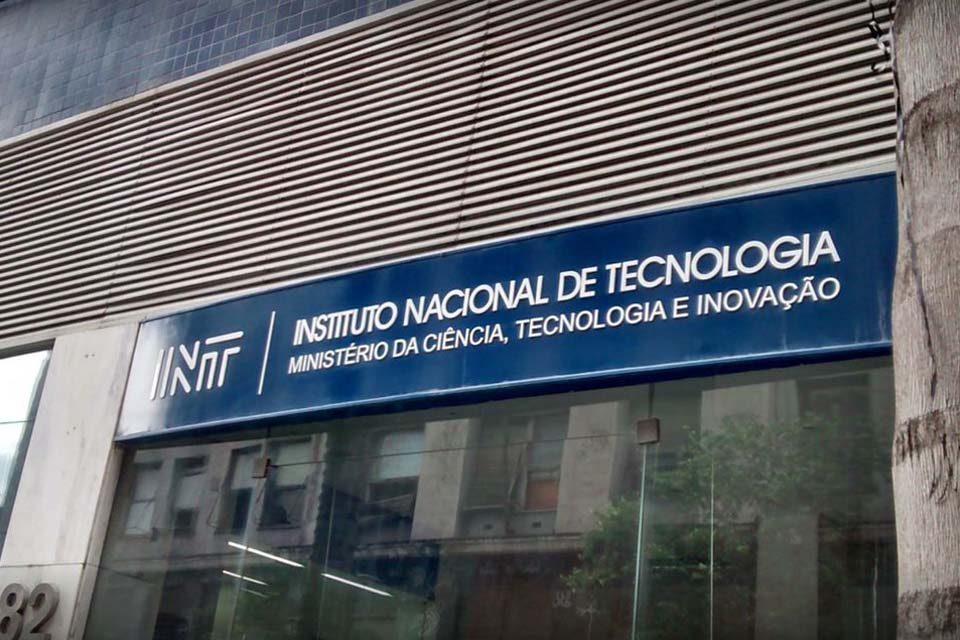 INT
INSTITUTO NACIONAL DE TECNOLOGIA
MINISTÉRIO DA CIÊNCIA, TECNOLOGIA E INOVAÇÃO
82